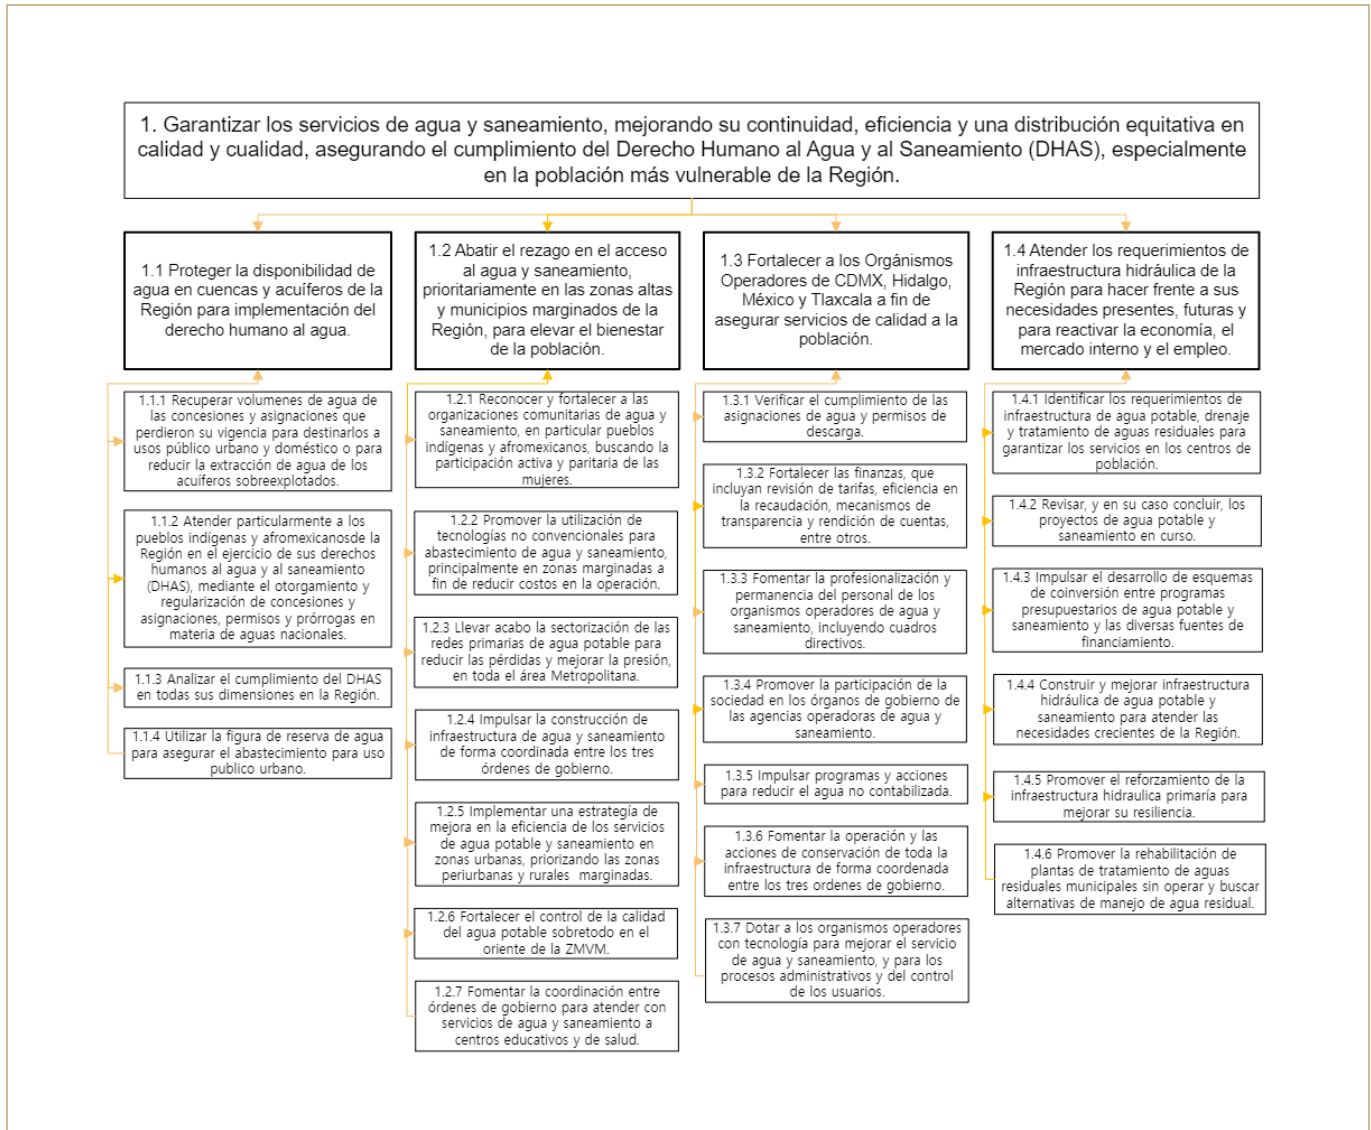 1. Garantizar los servicios de agua y saneamiento, mejorando su continuidad, eficiencia y una distribución equitativa en
calidad y cualidad, asegurando el cumplimiento del Derecho Humano al Agua y al Saneamiento (DHAS), especialmente
en la población más vulnerable de la Región.
1.1 Proteger la disponibilidad de
agua en cuencas y acuíferos de la
Región para implementación del
derecho humano al agua.
1.1.1 Recuperar volumenes de agua de
las concesiones y asignaciones que
perdieron su vigencia para destinarlos a
usos público urbano y doméstico o para
reducir la extracción de agua de los
acuíferos sobreexplotados.
1.1.2 Atender particularmente a los
pueblos indígenas y afromexicanosde la
Región en el ejercicio de sus derechos
humanos al agua y al saneamiento
(DHAS), mediante el otorgamiento y
regularización de concesiones y
asignaciones, permisos y prórrogas en
materia de aguas nacionales.
1.1.3 Analizar el cumplimiento del DHAS
en todas sus dimensiones en la Región.
1.1.4 Utilizar la figura de reserva de agua
para asegurar el abastecimiento para uso
publico urbano.
1.2 Abatir el rezago en el acceso
al agua y saneamiento,
prioritariamente en las zonas altas
y municipios marginados de la
Región, para elevar el bienestar
de la población.
1.2.1 Reconocer y fortalecer a las
organizaciones comunitarias de agua y
saneamiento, en particular pueblos
indígenas y afromexicanos, buscando la
participación activa y paritaria de las
mujeres.
1.2.2 Promover la utilización de
tecnologías no convencionales para
abastecimiento de agua y saneamiento,
principalmente en zonas marginadas a
fin de reducir costos en la operación.
1.2.3 Llevar acabo la sectorización de las
redes primarias de agua potable para
reducir las pérdidas y mejorar la presión,
en toda el área Metropolitana.
1.2.4 Impulsar la construcción de
infraestructura de agua y saneamiento
de forma coordinada entre los tres
órdenes de gobierno.
1.2.5 Implementar una estrategía de
mejora en la eficiencia de los servicios
de agua potable y saneamiento en
zonas urbanas, priorizando las zonas
periurbanas y rurales marginadas.
1.2.6 Fortalecer el control de la calidad
del agua potable sobretodo en el
oriente de la ZMVM.
1.2.7 Fomentar la coordinación entre
órdenes de gobierno para atender con
servicios de agua y saneamiento a
centros educativos y de salud.
1.3 Fortalecer a los Orgánismos
Operadores de CDMX, Hidalgo,
México y Tlaxcala a fin de
asegurar servicios de calidad a la
población.
1.3.1 Verificar el cumplimiento de las
asignaciones de agua y permisos de
descarga.
1.3.2 Fortalecer las finanzas, que
incluyan revisión de tarifas, eficiencia en
la recaudación, mecanismos de
transparencia y rendición de cuentas,
entre otros.
1.3.3 Fomentar la profesionalización y
permanencia del personal de los
organismos operadores de agua y
saneamiento, incluyendo cuadros
directivos.
1.3.4 Promover la participación de la
sociedad en los órganos de gobierno de
las agencias operadoras de agua y
saneamiento.
1.3.5 Impulsar programas y acciones
para reducir el agua no contabilizada.
1.3.6 Fomentar la operación y las
acciones de conservación de toda la
infraestructura de forma coordenada
entre los tres ordenes de gobierno.
1.3.7 Dotar a los organismos operadores
con tecnología para mejorar el servicio
de agua y saneamiento, y para los
procesos administrativos y del control
de los usuarios.
1.4 Atender los requerimientos de
infraestructura hidráulica de la
Región para hacer frente a sus
necesidades presentes, futuras y
para reactivar la economía, el
mercado interno y el empleo.
1.4.1 Identificar los requerimientos de
infraestructura de agua potable, drenaje
y tratamiento de aguas residuales para
garantizar los servicios en los centros de
población.
1.4.2 Revisar, y en su caso concluir, los
proyectos de agua potable y
saneamiento en curso.
1.4.3 Impulsar el desarrollo de esquemas
de coinversión entre programas
presupuestarios de agua potable y
saneamiento y las diversas fuentes de
financiamiento.
1.4.4 Construir y mejorar infraestructura
hidráulica de agua potable y
saneamiento para atender las
necesidades crecientes de la Región.
1.4.5 Promover el reforzamiento de la
infraestructura hidraulica primaría para
mejorar su resiliencia.
1.4.6 Promover la rehabilitación de
plantas de tratamiento de aguas
residuales municipales sin operar y buscar
alternativas de manejo de agua residual.